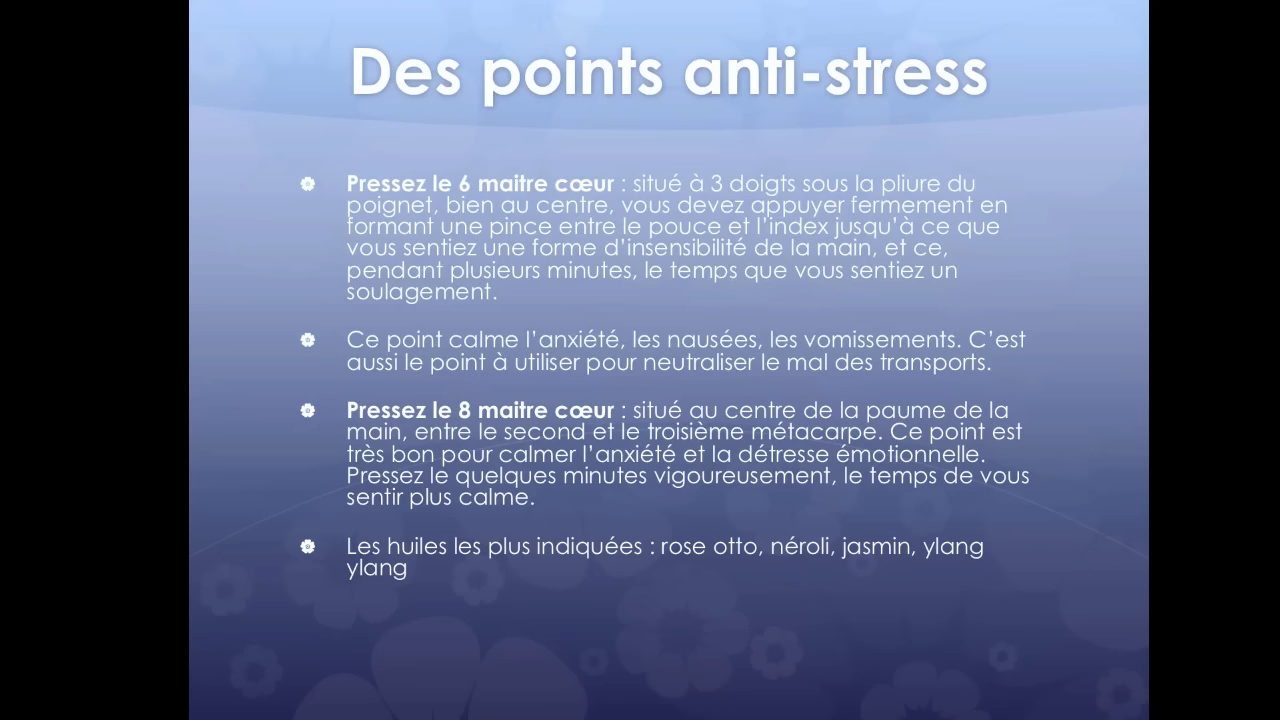 Des points anti-stress
Pressez le 6 maitre cœur : situé à 3 doigts sous la pliure du
poignet, bien au centre, vous devez appuyer fermement en
formant une pince entre le pouce et l’index jusqu’à ce que
vous sentiez une forme d’insensibilité de la main, et ce,
pendant plusieurs minutes, le temps que vous sentiez un
soulagement.
Ce point calme l’anxiété, les nausées, les vomissements. C’est
aussi le point à utiliser pour neutraliser le mal des transports.
Pressez le 8 maitre cœur : situé au centre de la paume de la
main, entre le second et le troisième métacarpe. Ce point est
très bon pour calmer l’anxiété et la détresse émotionnelle.
Pressez le quelques minutes vigoureusement, le temps de vous
sentir plus calme.
Les huiles les plus indiquées : rose otto, néroli, jasmin, ylang
ylang